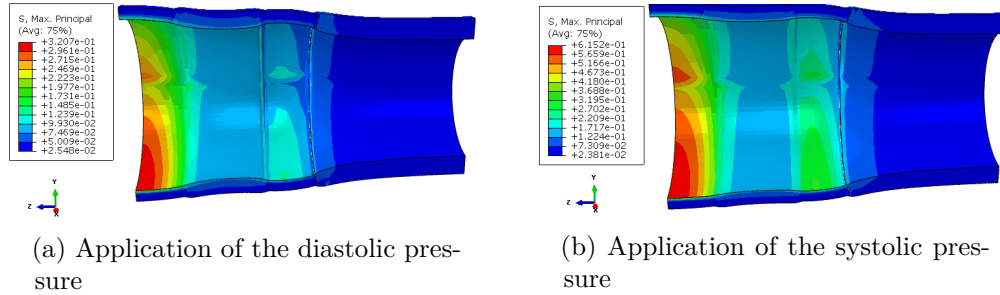 S, Max. Principal
(Avg: 75%)
+3.207e-01
+2.961e-01
+2.715e-01
+2.469e-01
+2.223e-01
+1.977e-01
+1.731e-01
+1.485e-01
+1.239e-01
+9.930e-02
+7.469e-02
+5.009e-02
+2.548e-02
Y
Z
X
(a) Application of the diastolic pres-
sure
S, Max. Principal
(Avg: 75%)
+6.152e-01
+5.659e-01
+5.166e-01
+4.673e-01
+4.180e-01
+3.688e-01
+3.195e-01
+2.702e-01
+2.209e-01
+1.717e-01
+1.224e-01
+7.309e-02
+2.381e-02
Y
Z
X
(b) Application of the systolic pres-
sure